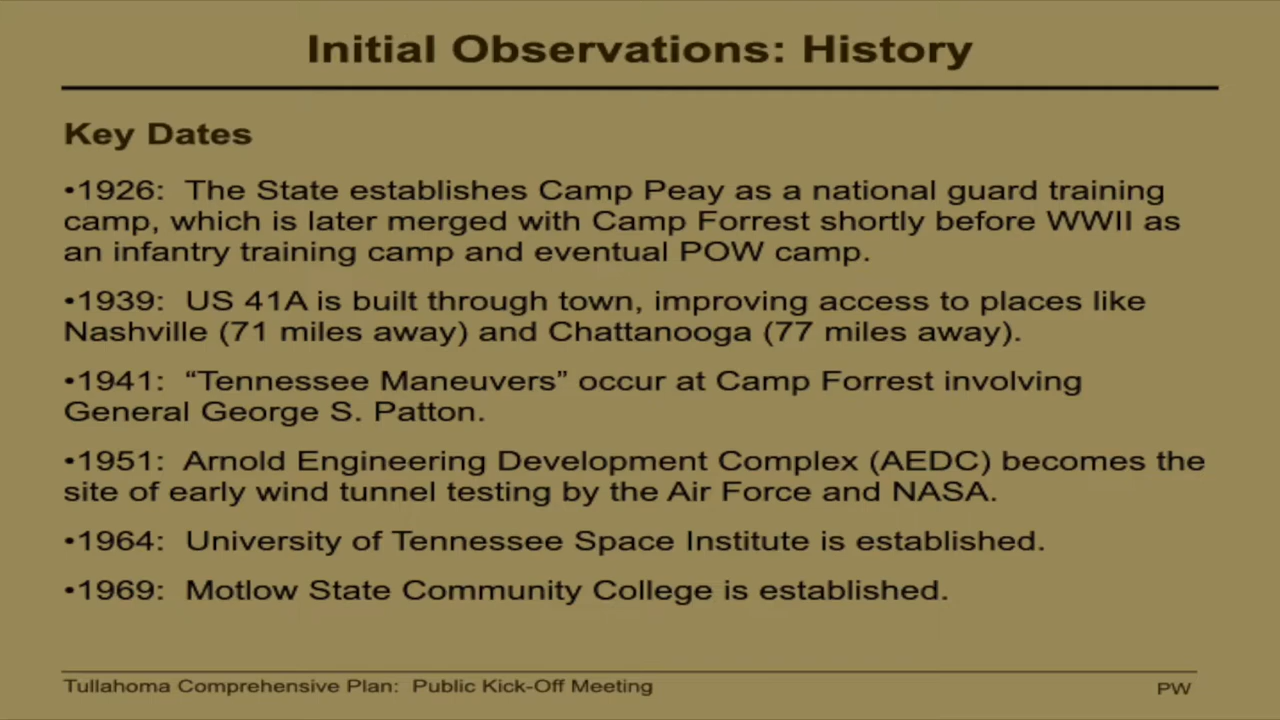 Initial Observations: History
Key Dates
•1926:  The State establishes Camp Peay as a national guard training
camp, which is later merged with Camp Forrest shortly before WWII as
an infantry training camp and eventual POW camp.
•1939:  US 41A is built through town, improving access to places like
Nashville (71 miles away) and Chattanooga (77 miles away).
•1941:  “Tennessee Maneuvers” occur at Camp Forrest involving
General George S. Patton.
•1951:  Arnold Engineering Development Complex (AEDC) becomes the
site of early wind tunnel testing by the Air Force and NASA.
•1964:  University of Tennessee Space Institute is established.
•1969:  Motlow State Community College is established.
Tullahoma Comprehensive Plan:  Public Kick-Off Meeting
PW